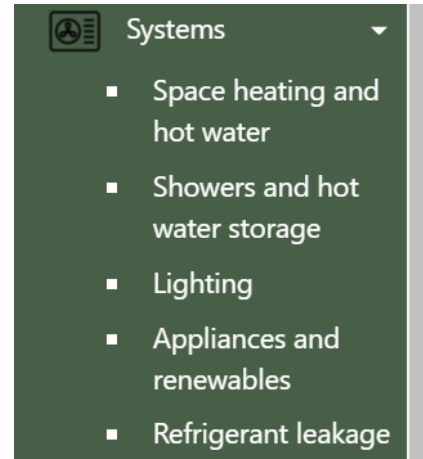 Systems
Space heating and
hot water
Showers and hot
water storage
Lighting
Appliances and
renewables
Refrigerant leakage